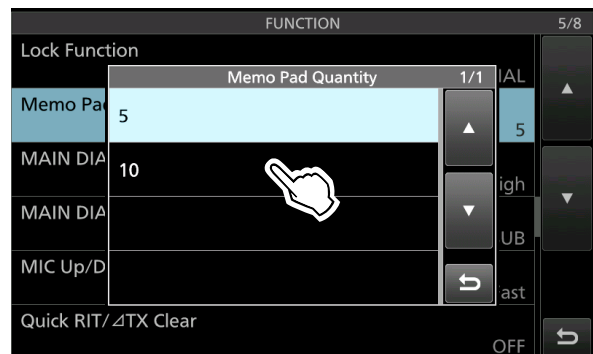 FUNCTION 5/8
Lock Function
IAL
Memo Pad Quantity 1/1
Memo Pa
5
5
MAIN DIA
10
igh
MAIN DIA
UB
MIC Up/D
ast
Quick RIT/⊿TX Clear
OFF